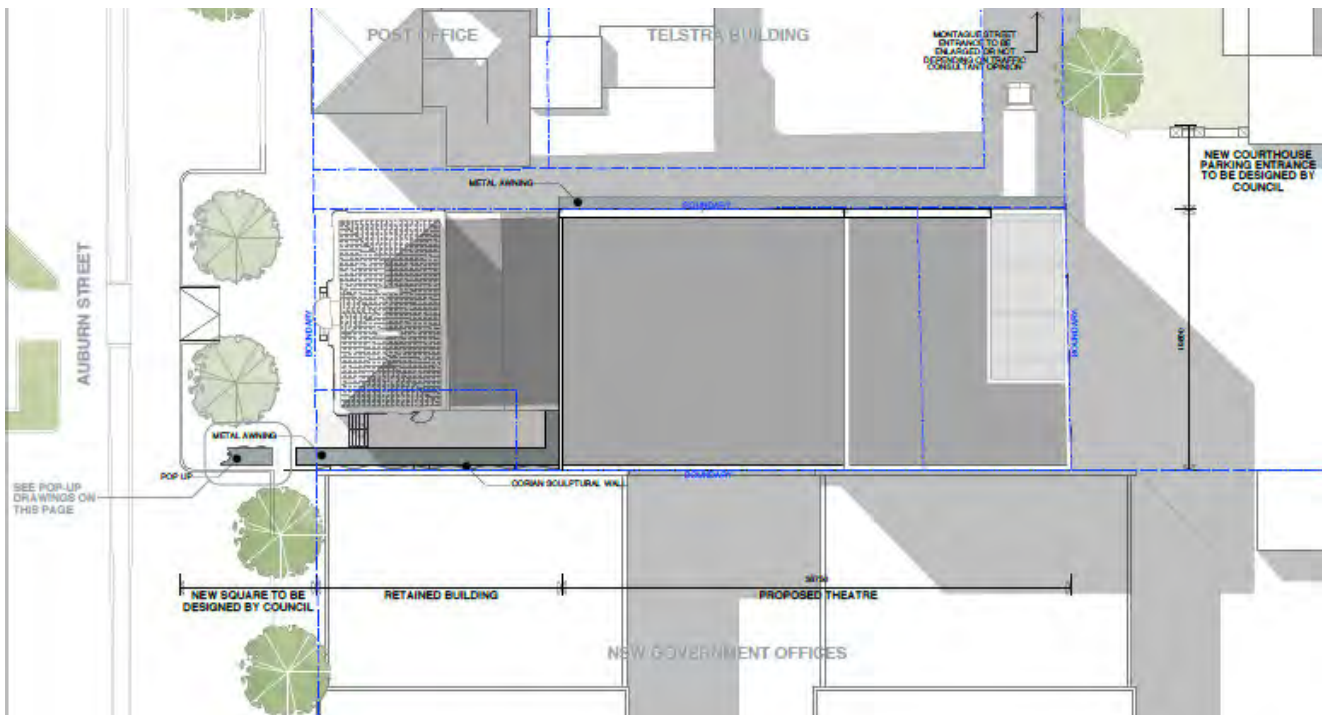 POST OFFICE
TELSTRA BUILDING
MONTAGUE STREET
ENTRANCE TO BE
ENLARGED OR NOT
DEPENDING ON TRAFFIC
CONSULTANT OPINION
NEW COURTHOUSE
PARKING ENTRANCE
TO BE DESIGNED BY
COUNCIL
METAL AWNING
BOUNDARY
AUBURN STREET
BOUNDARY
BOUNDARY
METAL AWNING
POP UP
SEE POP-UP
DRAWINGS ON
THIS PAGE
CORIAN SCULPTURAL WALL
BOUNDARY
NEW SQUARE TO BE
DESIGNED BY COUNCIL
RETAINED BUILDING
PROPOSED THEATRE
NSW GOVERNMENT OFFICES